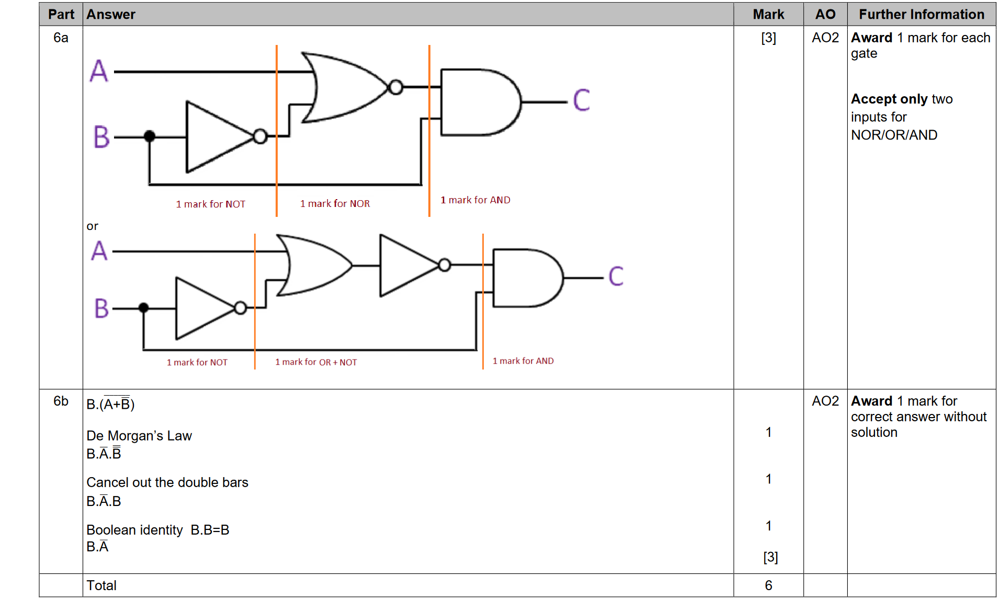 Part Answer Mark AO Further Information
6a [3] AO2 Award 1 mark for each
gate
A
C
Accept only two
inputs for
NOR/OR/AND
B
1 mark for NOT 1 mark for NOR 1 mark for AND
or
A
C
B
1 mark for NOT 1 mark for OR + NOT 1 mark for AND
6b B.(A̅+̅B̿̅) AO2 Award 1 mark for
correct answer without
solution
De Morgan’s Law 1
B.A̅.B̿̅
Cancel out the double bars 1
B.A̅.B
Boolean identity B.B=B 1
B.A̅
[3]
Total 6